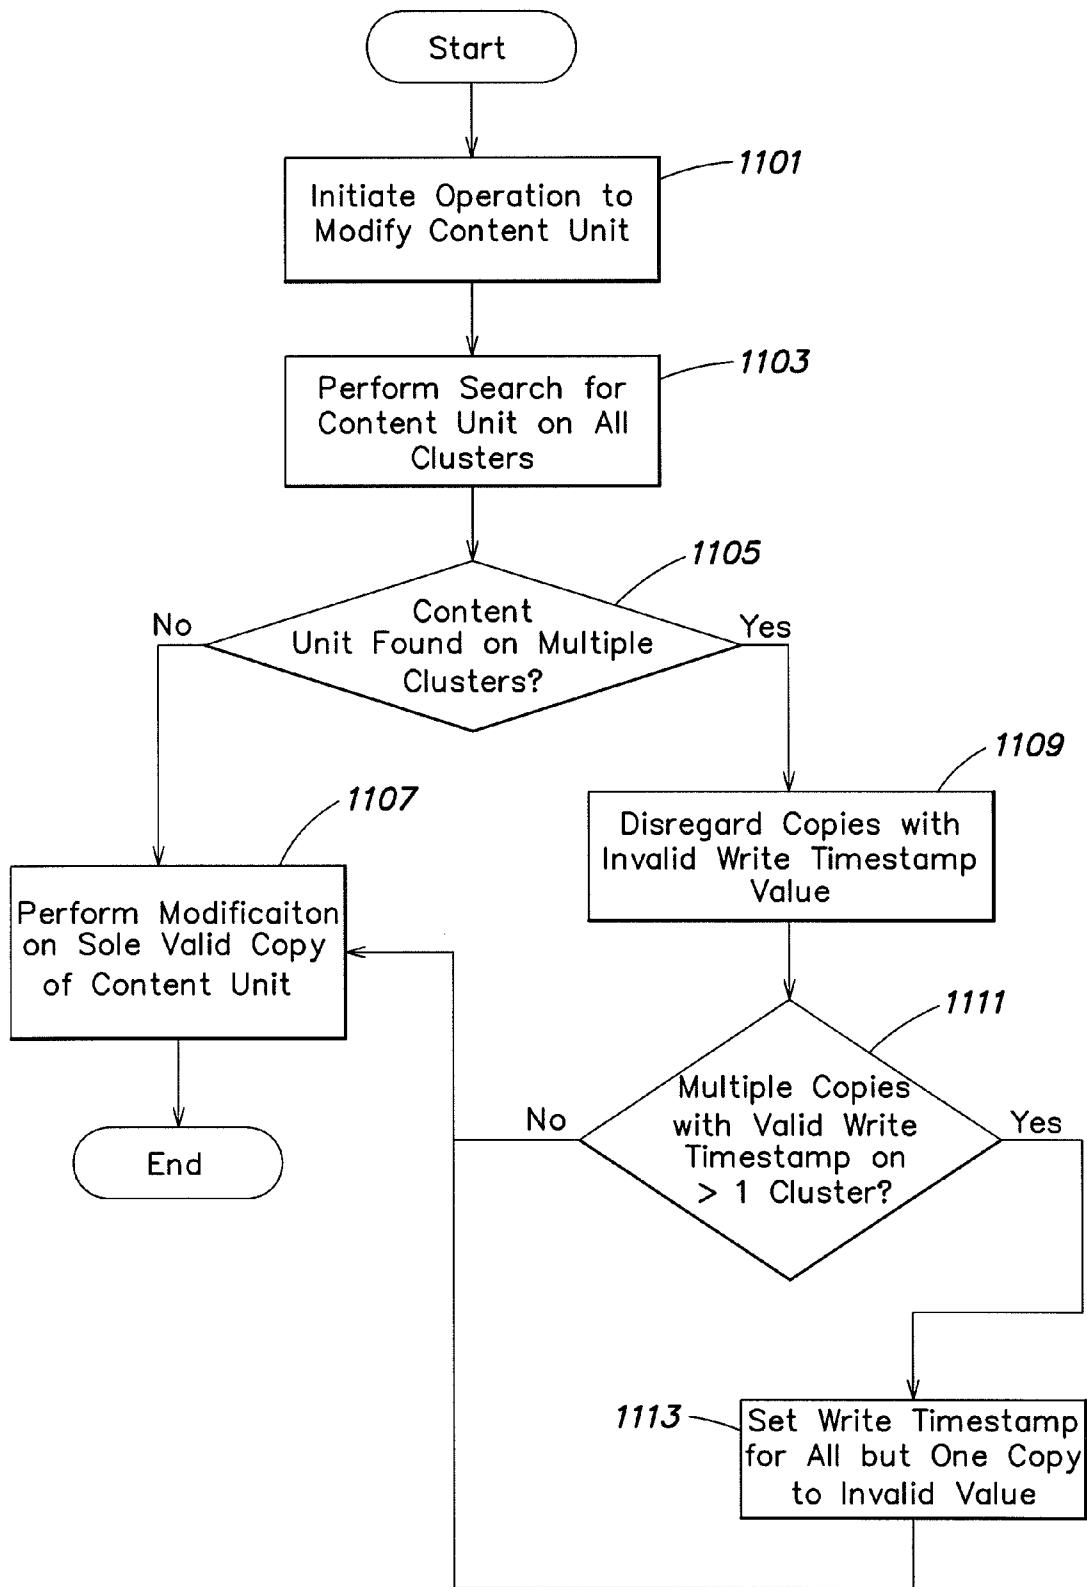 Start
1101
Initiate Operation to
Modify Content Unit
1103
Perform Search for
Content Unit on All
Clusters
1105
Content
Unit Found on Multiple
Clusters?
No
Yes
1109
Disregard Copies with
Invalid Write Timestamp
Value
1107
Perform Modificaiton
on Sole Valid Copy
of Content Unit
1111
Multiple Copies
with Valid Write
Timestamp on
> 1 Cluster?
No
Yes
End
1113
Set Write Timestamp
for All but One Copy
to Invalid Value